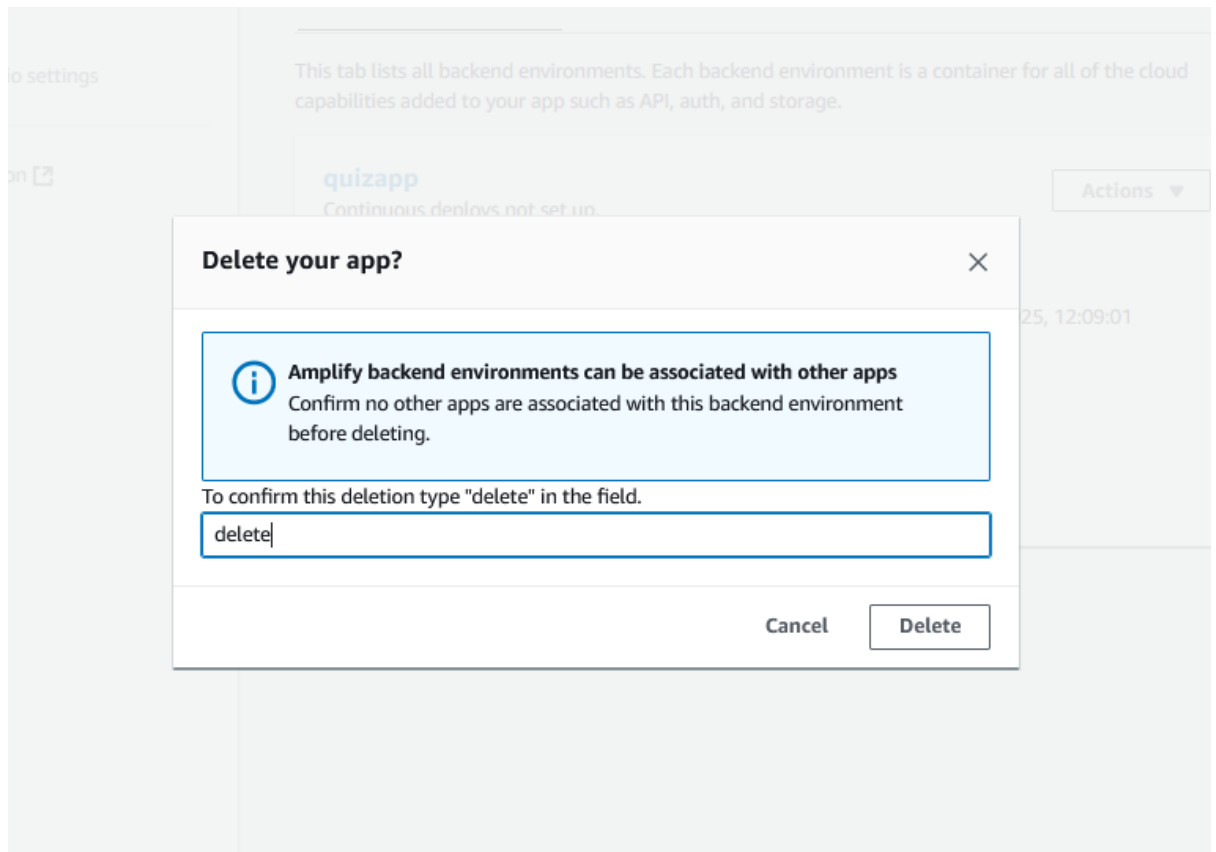 io settings
This tab lists all backend environments. Each backend environment is a container for all of the cloud
capabilities added to your app such as API, auth, and storage.
on
quizapp
Actions
Continuous deploys not set up.
Delete your app?
25, 12:09:01
Amplify backend environments can be associated with other apps
Confirm no other apps are associated with this backend environment
before deleting.
To confirm this deletion type "delete" in the field.
delete
Cancel
Delete